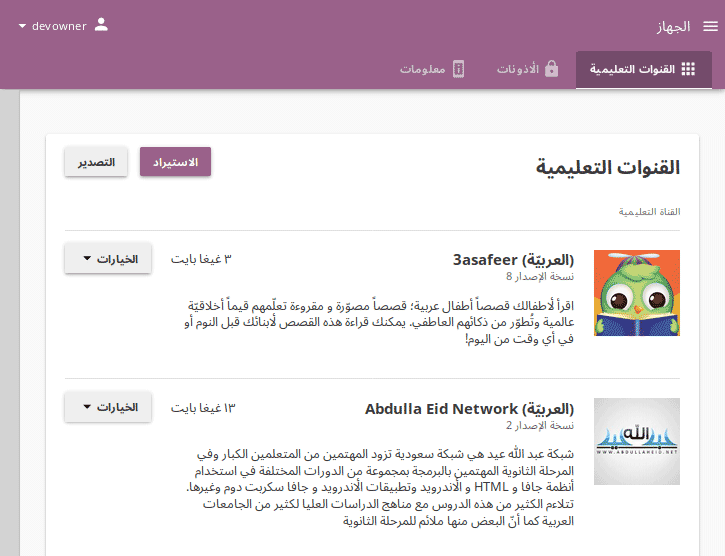 الجهاز
devowner
القنوات التعليمية
الأذونات
معلومات
القنوات التعليمية
الاستيراد
التصدير
القناة التعليمية
3asafeer (العربيّة)
٣ غيغا بايت
الخيارات
نسخة الإصدار 8
اقرأ لأطفالك قصصاً أطفال عربية؛ قصصاً مصوّرة و مقروءة تعلّمهم قيماً أخلاقيّة
عالمية وتُطوّر من ذكائهم العاطفي. يمكنك قراءة هذه القصص لأبنائك قبل النوم أو
في أي وقت من اليوم!
Abdulla Eid Network (العربيّة)
١٣ غيغا بايت
الخيارات
نسخة الإصدار 2
الله
WWW.ABDULLAHEID.NET
شبكة عبد الله عيد هي شبكة سعودية تزود المهتمين من المتعلمين الكبار وفي
المرحلة الثانوية المهتمين بالبرمجة بمجموعة من الدورات المختلفة في استخدام
أنظمة جافا و HTML و الأندرويد وتطبيقات الأندرويد و جافا سكربت دوم وغيرها.
تتلاءم الكثير من هذه الدروس مع مناهج الدراسات العليا لكثير من الجامعات
العربية كما أنّ البعض منها ملائم للمرحلة الثانوية